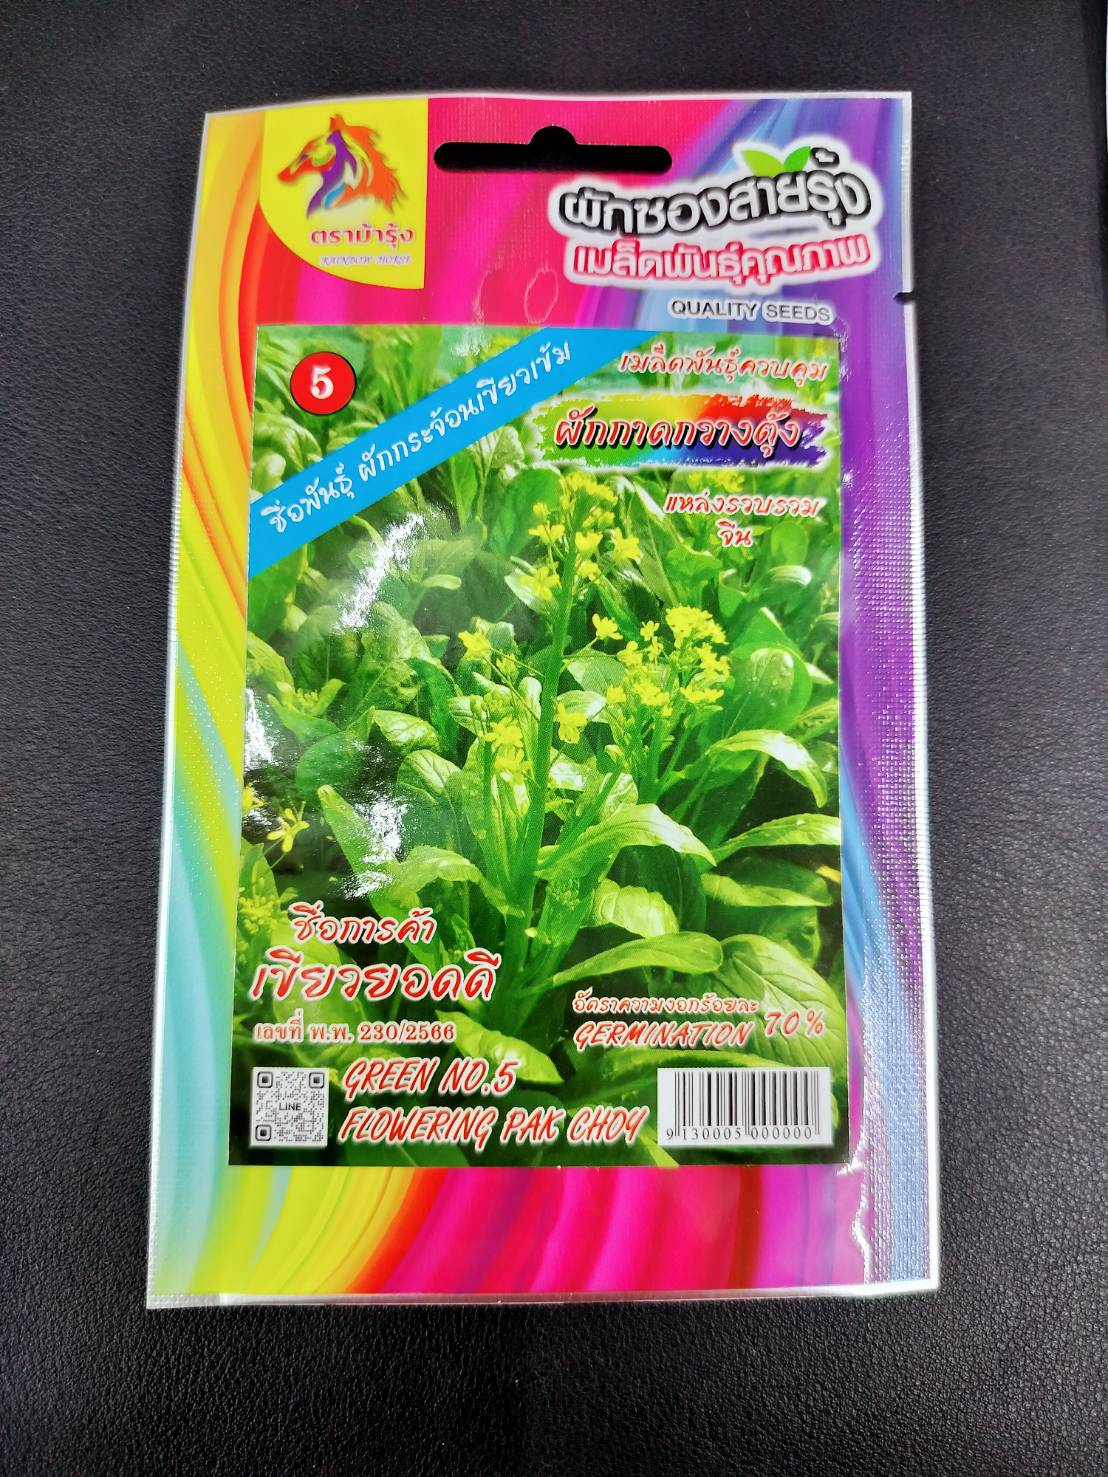 ตราม้ารุ้ง
RAINBOW HORSE
ผักซองสายรุ้ง
เมล็ดพันธุ์คุณภาพ
QUALITY SEEDS
5
ชื่อพันธุ์ ผักกระจ้อนเขียวเข้ม
เมล็ดพันธุ์ควบคุม
ผักกาดกวางตุ้ง
แหล่งรวบรวม
จีน
ชื่อการค้า
เขียวยอดดี
เลขที่ พ.พ. 230/2566
อัตราความงอกร้อยละ
GERMINATION 70%
GREEN NO.5
FLOWERING PAK CHOY
LINE
9 130005 000000